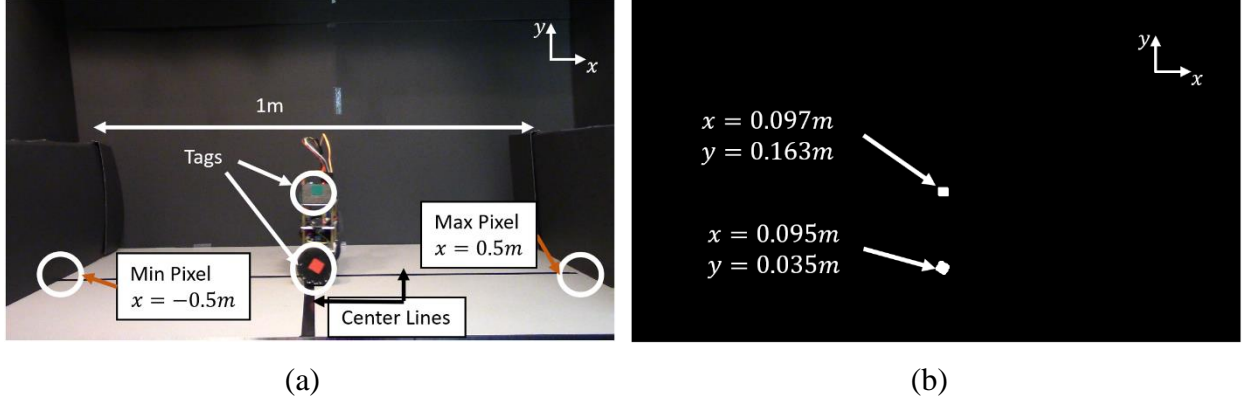 y
x
1m
Tags
Max Pixel
x = 0.5m
Min Pixel
x = −0.5m
Center Lines
(a)
y
x
x = 0.097m
y = 0.163m
x = 0.095m
y = 0.035m
(b)